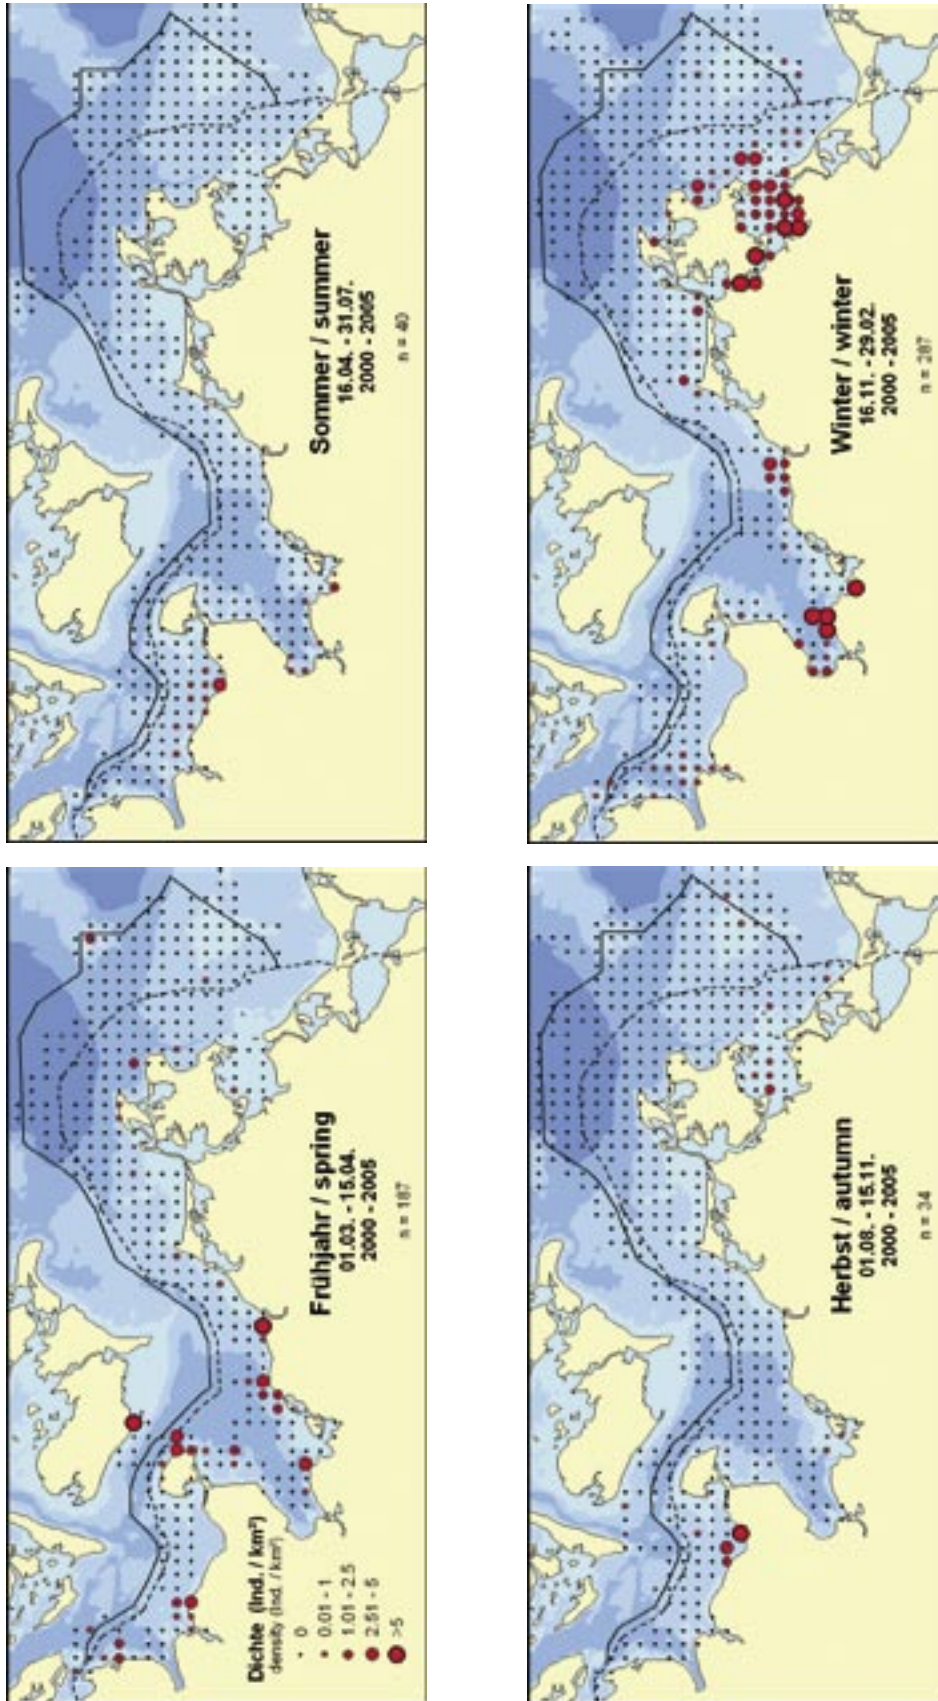 Frühjahr / spring
01.03. - 15.04.
2000 - 2005
n = 187
Dichte (Ind. / km²)
density (Ind. / km²)
0
0.01 - 1
1.01 - 2.5
2.51 - 5
>5
Sommer / summer
16.04. - 31.07.
2000 - 2005
n = 40
Herbst / autumn
01.08. - 15.11.
2000 - 2005
n = 34
Winter / winter
16.11. - 29.02.
2000 - 2005
n = 287